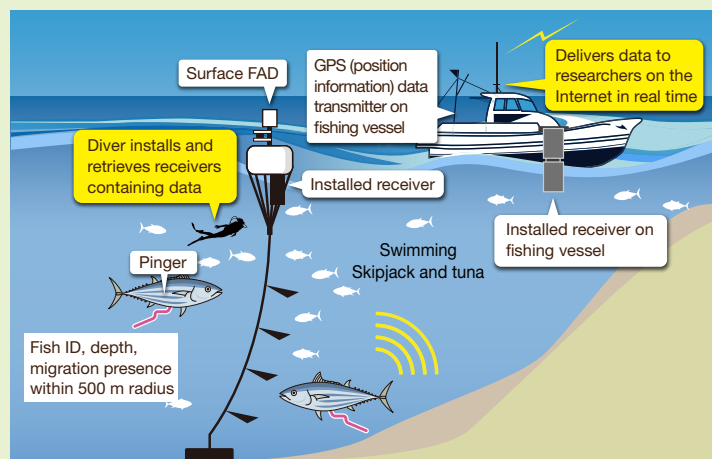 Surface FAD
GPS (position
information) data
transmitter on
fishing vessel
Delivers data to
researchers on the
Internet in real time
Diver installs and
retrieves receivers
containing data
Installed receiver
Installed receiver on
fishing vessel
Swimming
Skipjack and tuna
Pinger
Fish ID, depth,
migration presence
within 500 m radius